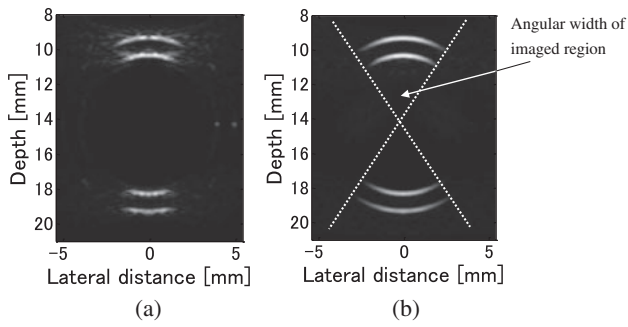 8
10
12
14
16
18
20
Depth [mm]
-5
0
5
Lateral distance [mm]
(a)
8
10
12
14
16
18
20
Depth [mm]
-5
0
5
Lateral distance [mm]
(b)
Angular width of
imaged region